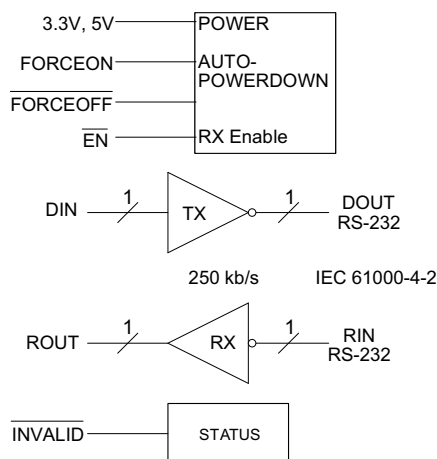 3.3V, 5V
POWER
FORCEON
AUTO-
POWERDOWN
FORCEOFF
EN
RX Enable
DIN
1
TX
1
DOUT
RS-232
250 kb/s
IEC 61000-4-2
ROUT
1
RX
1
RIN
RS-232
INVALID
STATUS